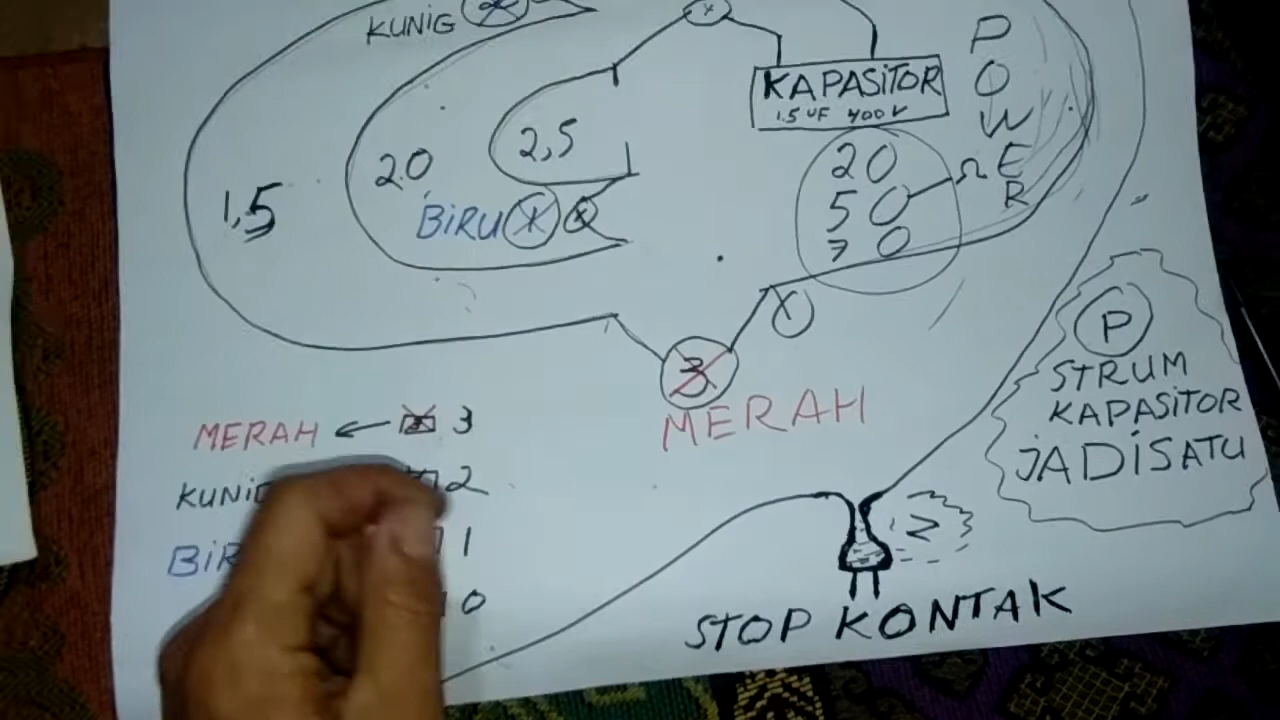 KUNIG
KAPASITOR
1.5 UF 400V
POWER
2,5
20
1,5
BIRU
20
50
70
Ω
3
MERAH
P
STRUM
KAPASITOR
JADISATU
MERAH ← 3
2
1
0
STOP KONTAK